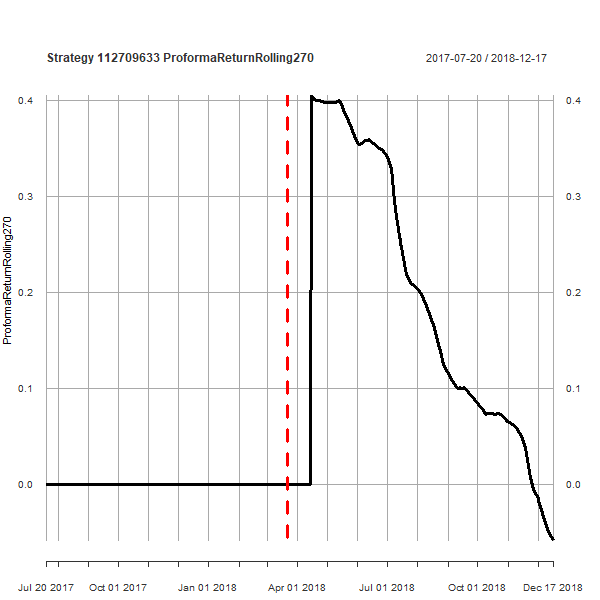 Strategy 112709633 ProformaReturnRolling270
2017-07-20 / 2018-12-17
0.4 0.4
0.3 0.3
ProformaReturnRolling270
0.2 0.2
0.1 0.1
0.0 0.0
Jul 20 2017 Oct 01 2017 Jan 01 2018 Apr 01 2018 Jul 01 2018 Oct 01 2018 Dec 17 2018